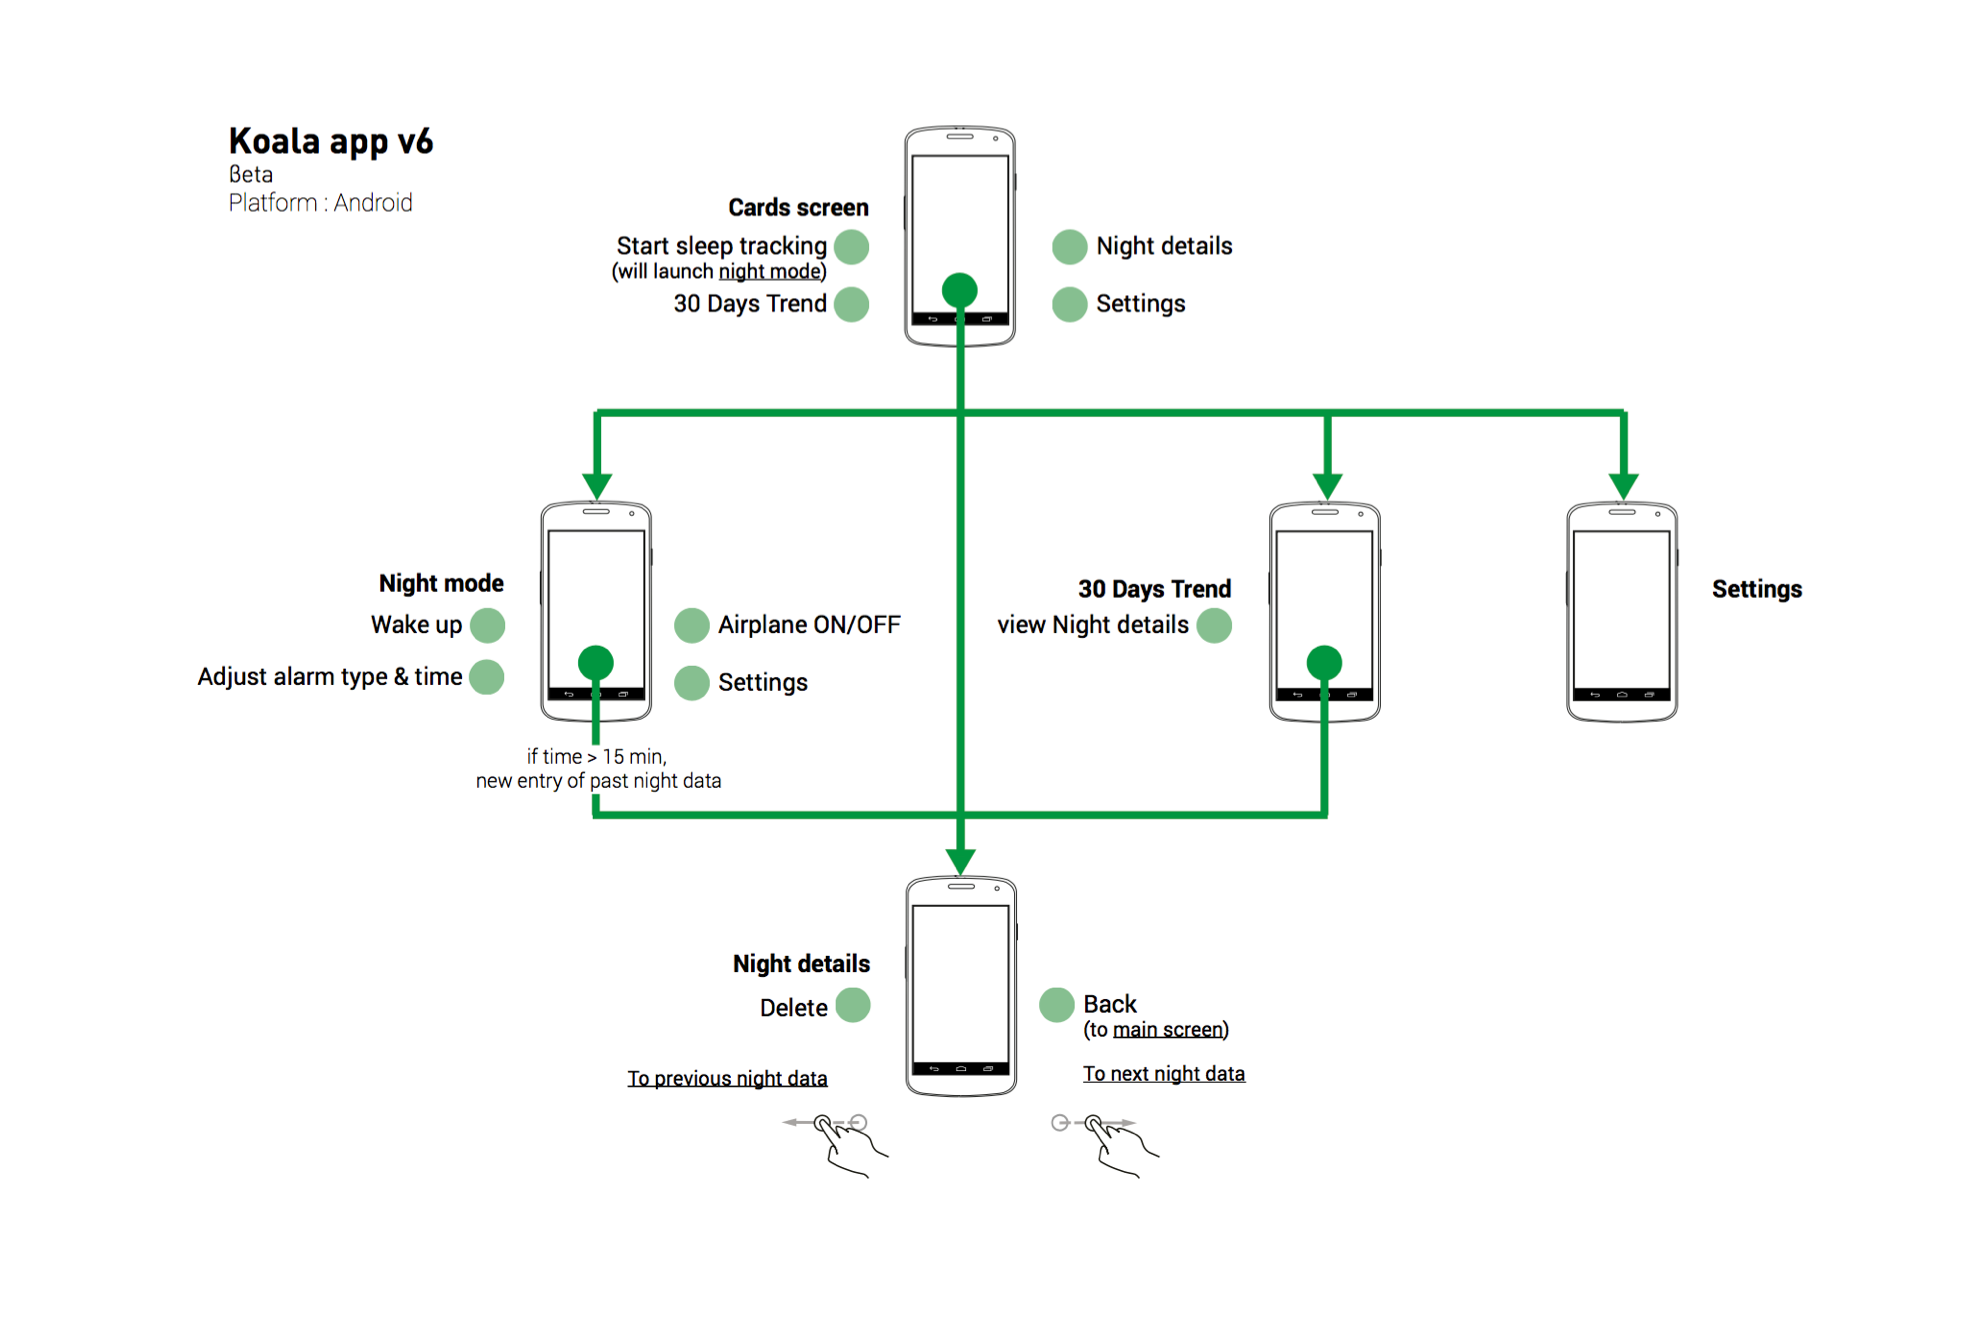 Koala app v6
βeta
Platform : Android
Cards screen
Start sleep tracking
(will launch night mode)
30 Days Trend
Night details
Settings
Night mode
Wake up
Adjust alarm type & time
Airplane ON/OFF
Settings
if time > 15 min,
new entry of past night data
30 Days Trend
view Night details
Settings
Night details
Delete
To previous night data
Back
(to main screen)
To next night data